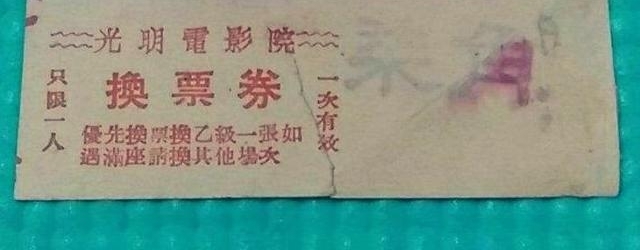 光明電影院
換票券
只限一人
一次有效
優先換票換乙級一張如
遇滿座請換其他場次
月